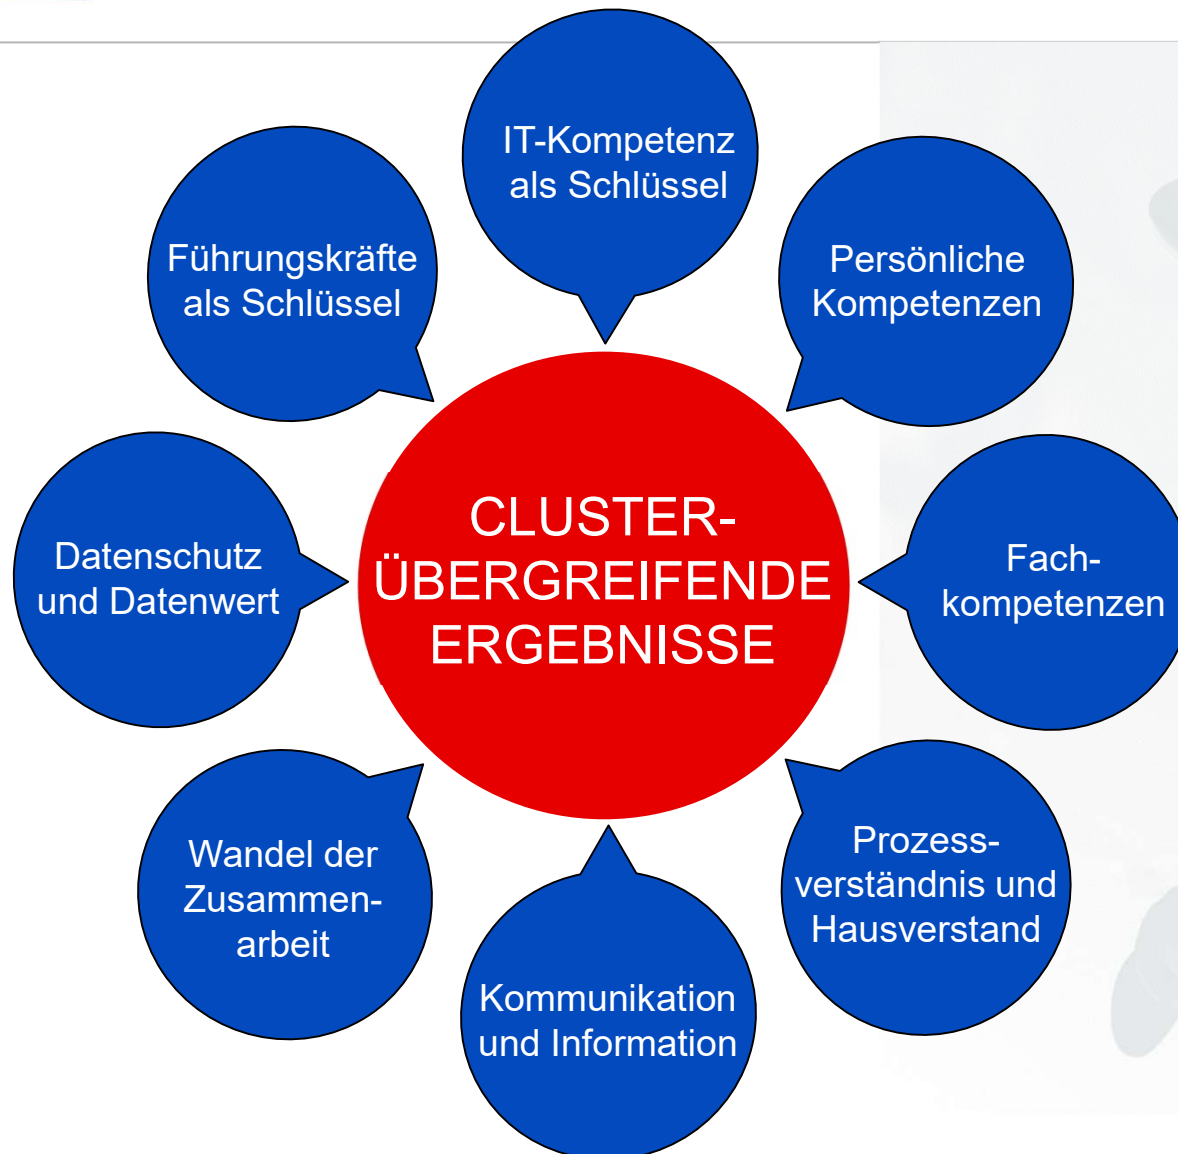 IT-Kompetenz
als Schlüssel
Führungskräfte
als Schlüssel
Persönliche
Kompetenzen
CLUSTER-
ÜBERGREIFENDE
ERGEBNISSE
Datenschutz
und Datenwert
Fach-
kompetenzen
Wandel der
Zusammen-
arbeit
Prozess-
verständnis und
Hausverstand
Kommunikation
und Information